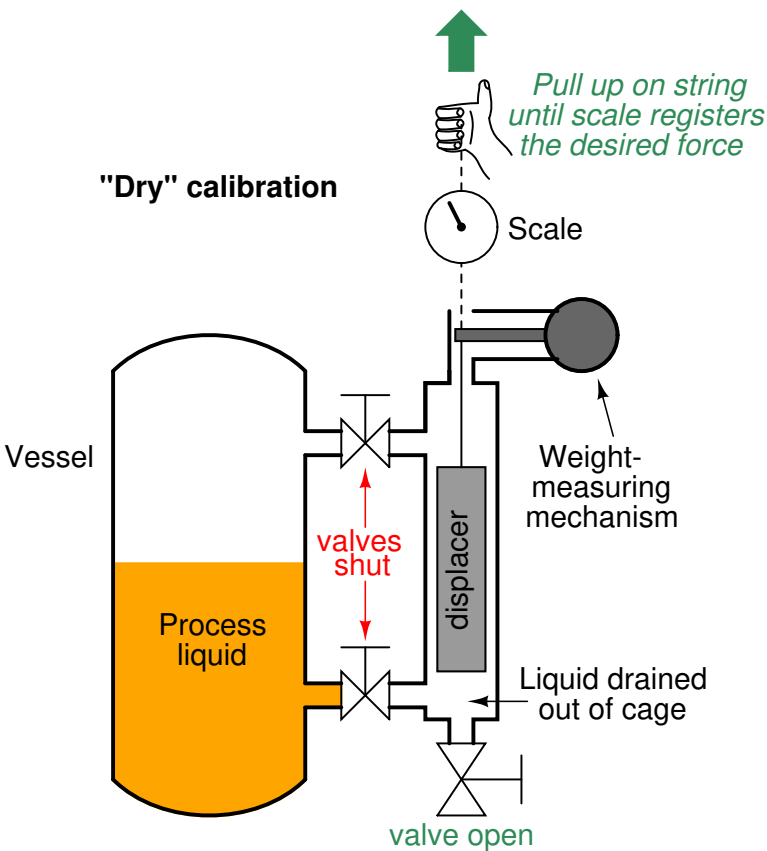 Pull up on string
until scale registers
the desired force
"Dry" calibration
Scale
Vessel
Weight-
measuring
mechanism
valves
shut
displacer
Process
liquid
Liquid drained
out of cage
valve open